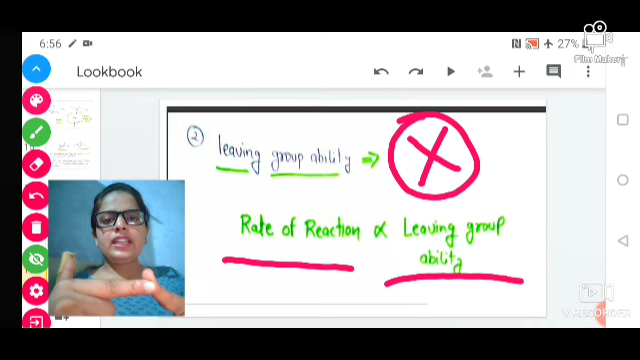 6:56
27%
Film Maker
Lookbook
② leaving group ability ⇒ X
Rate of Reaction ∝ Leaving group
ability
V RECORDER